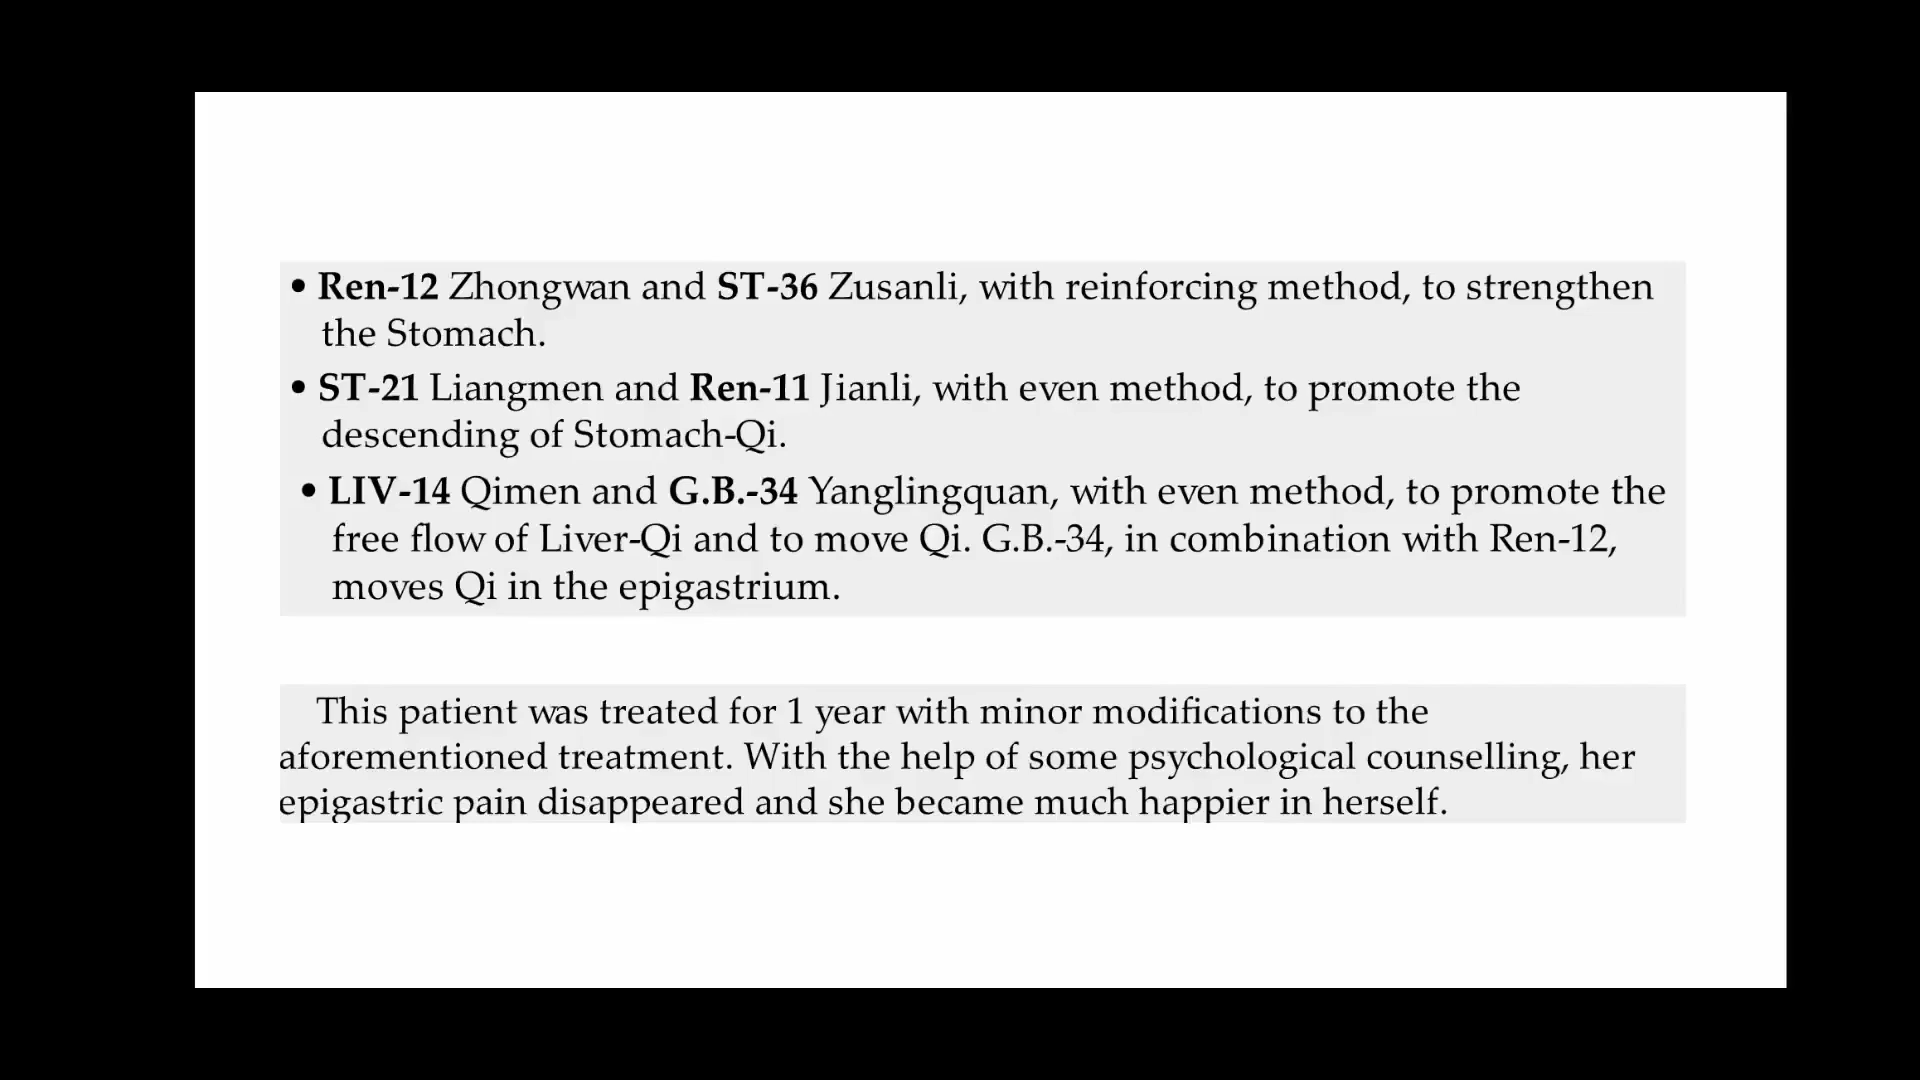 • Ren-12 Zhongwan and ST-36 Zusanli, with reinforcing method, to strengthen
the Stomach.
• ST-21 Liangmen and Ren-11 Jianli, with even method, to promote the
descending of Stomach-Qi.
• LIV-14 Qimen and G.B.-34 Yanglingquan, with even method, to promote the
free flow of Liver-Qi and to move Qi. G.B.-34, in combination with Ren-12,
moves Qi in the epigastrium.
This patient was treated for 1 year with minor modifications to the
aforementioned treatment. With the help of some psychological counselling, her
epigastric pain disappeared and she became much happier in herself.